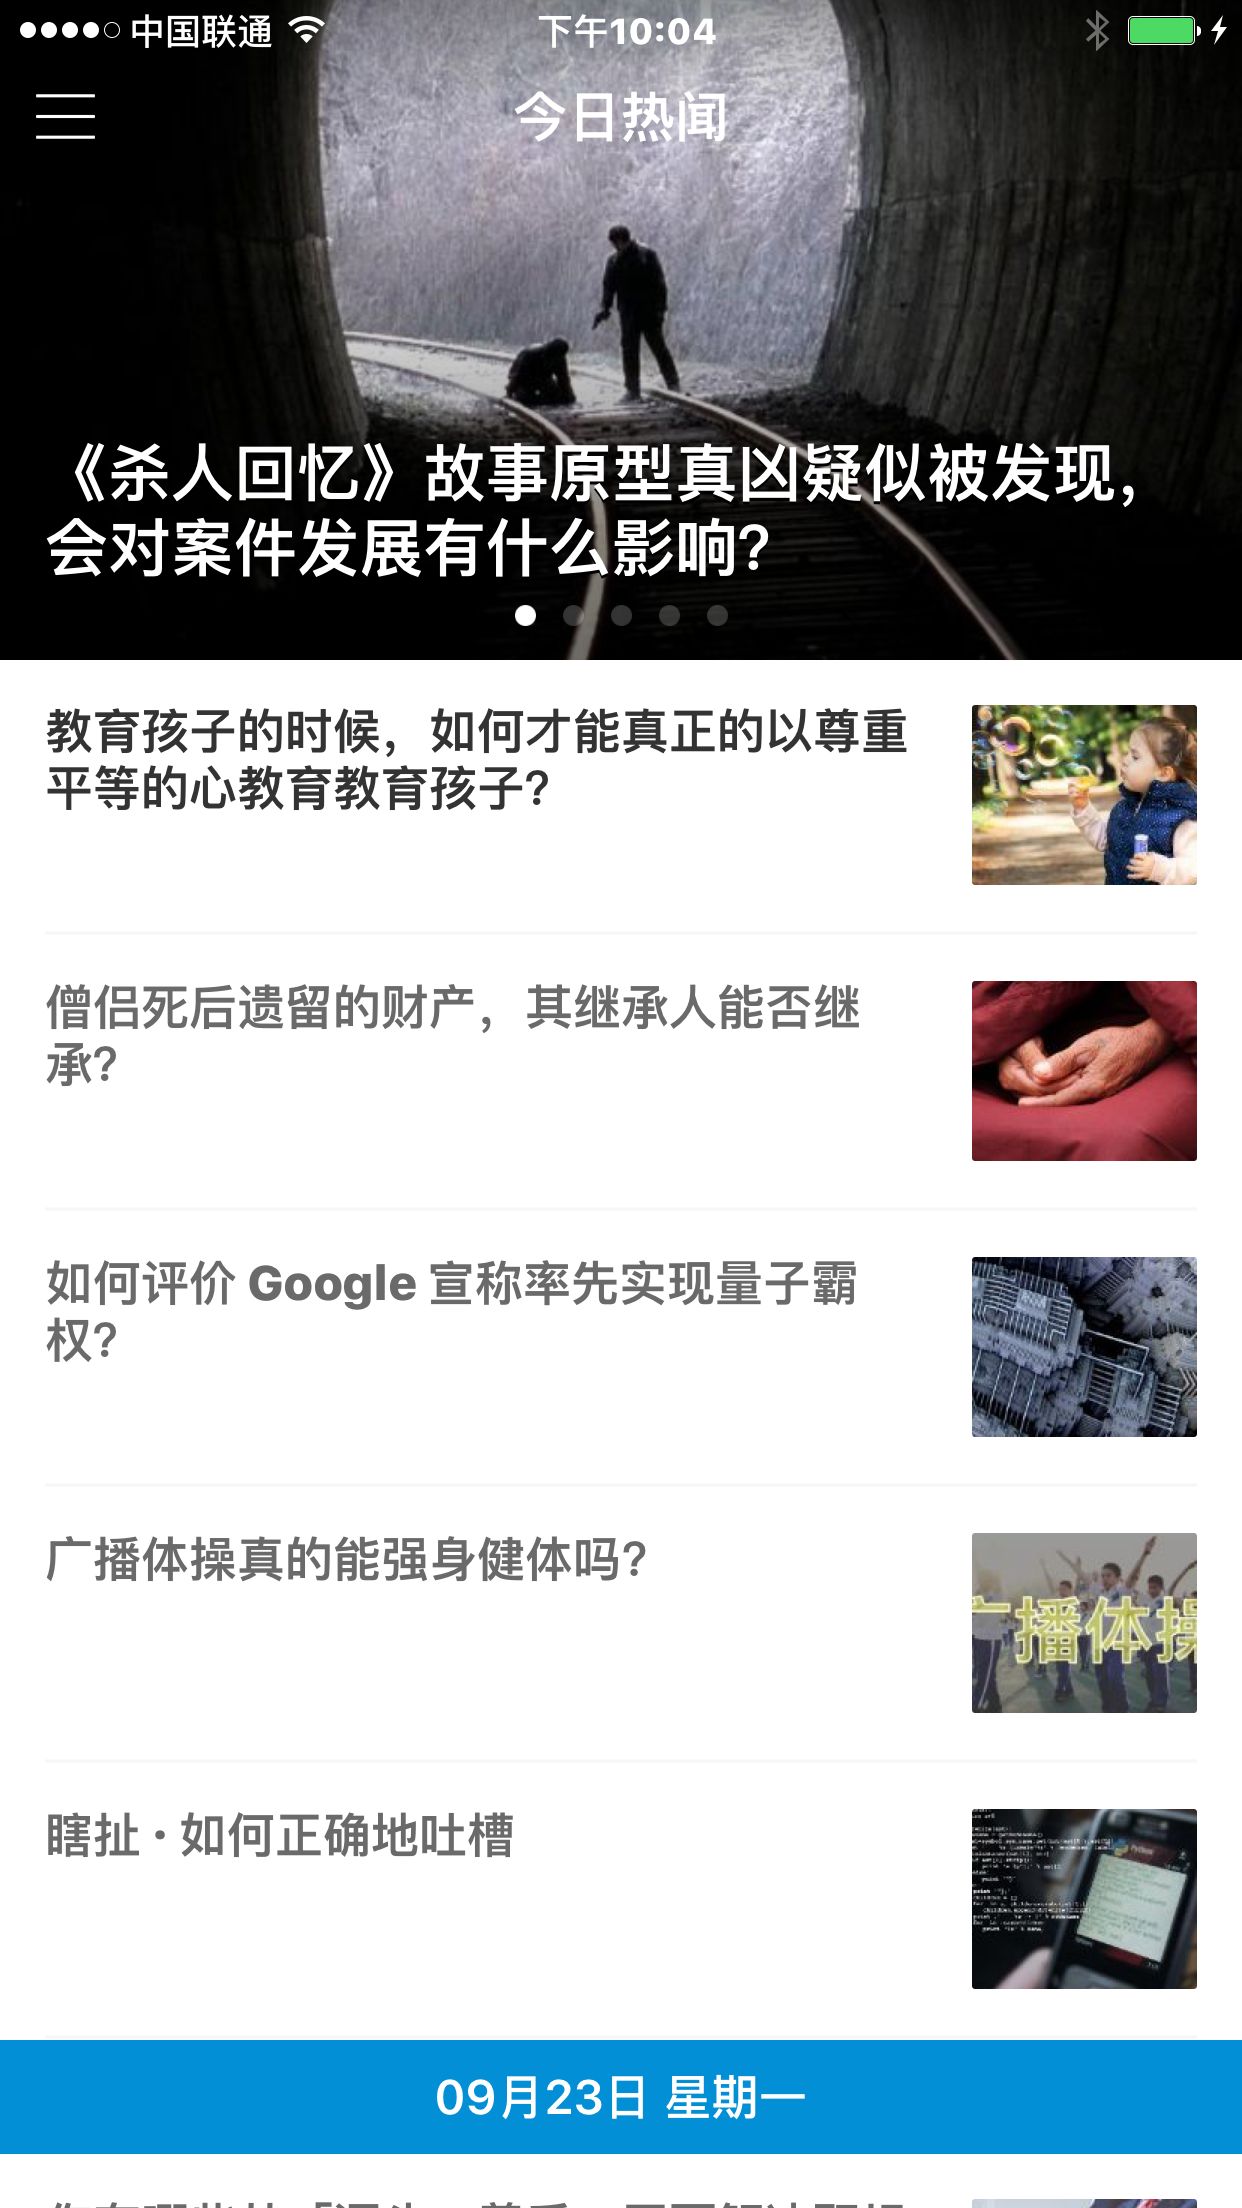 中国联通
下午10:04
今日热闻
《杀人回忆》故事原型真凶疑似被发现，
会对案件发展有什么影响？
教育孩子的时候，如何才能真正的以尊重
平等的心教育教育孩子？
僧侣死后遗留的财产，其继承人能否继
承？
如何评价 Google 宣称率先实现量子霸
权？
广播体操真的能强身健体吗？
广播体操
瞎扯 · 如何正确地吐槽
09月23日 星期一